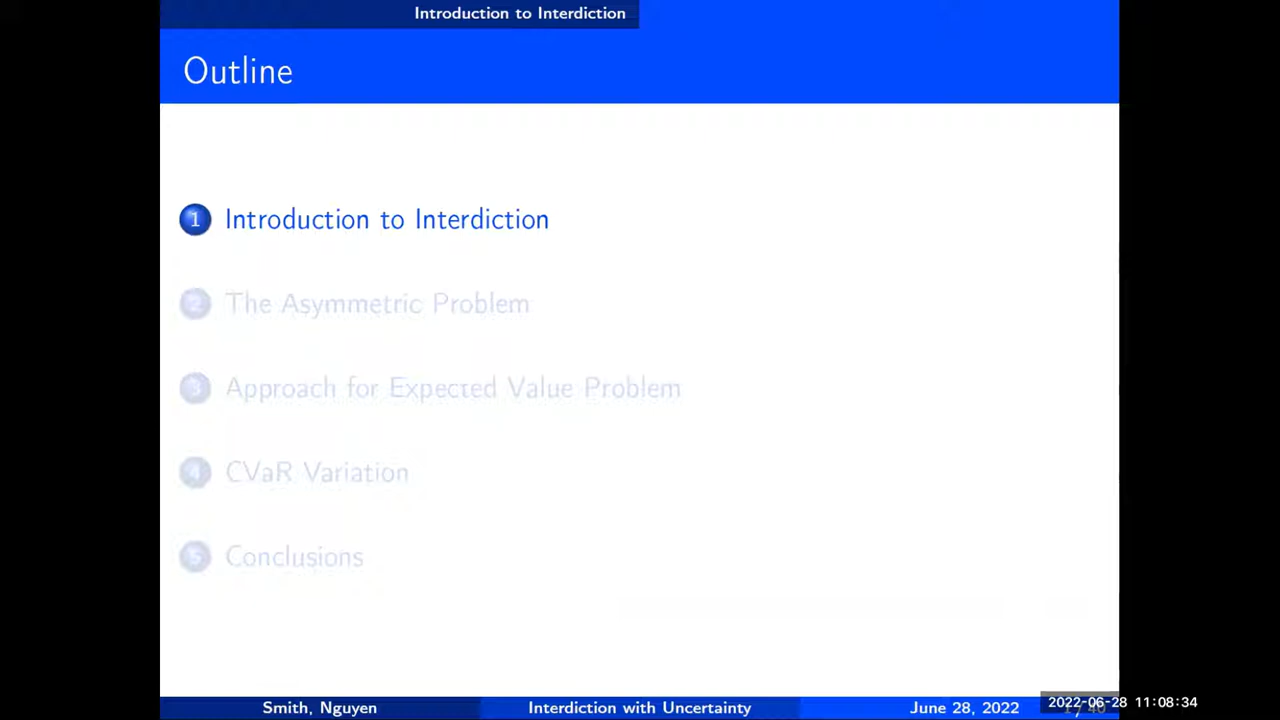 Introduction to Interdiction
Outline
1 Introduction to Interdiction
2 The Asymmetric Problem
3 Approach for Expected Value Problem
4 CVaR Variation
5 Conclusions
Smith, Nguyen Interdiction with Uncertainty June 28, 2022
2022-06-28 11:08:34